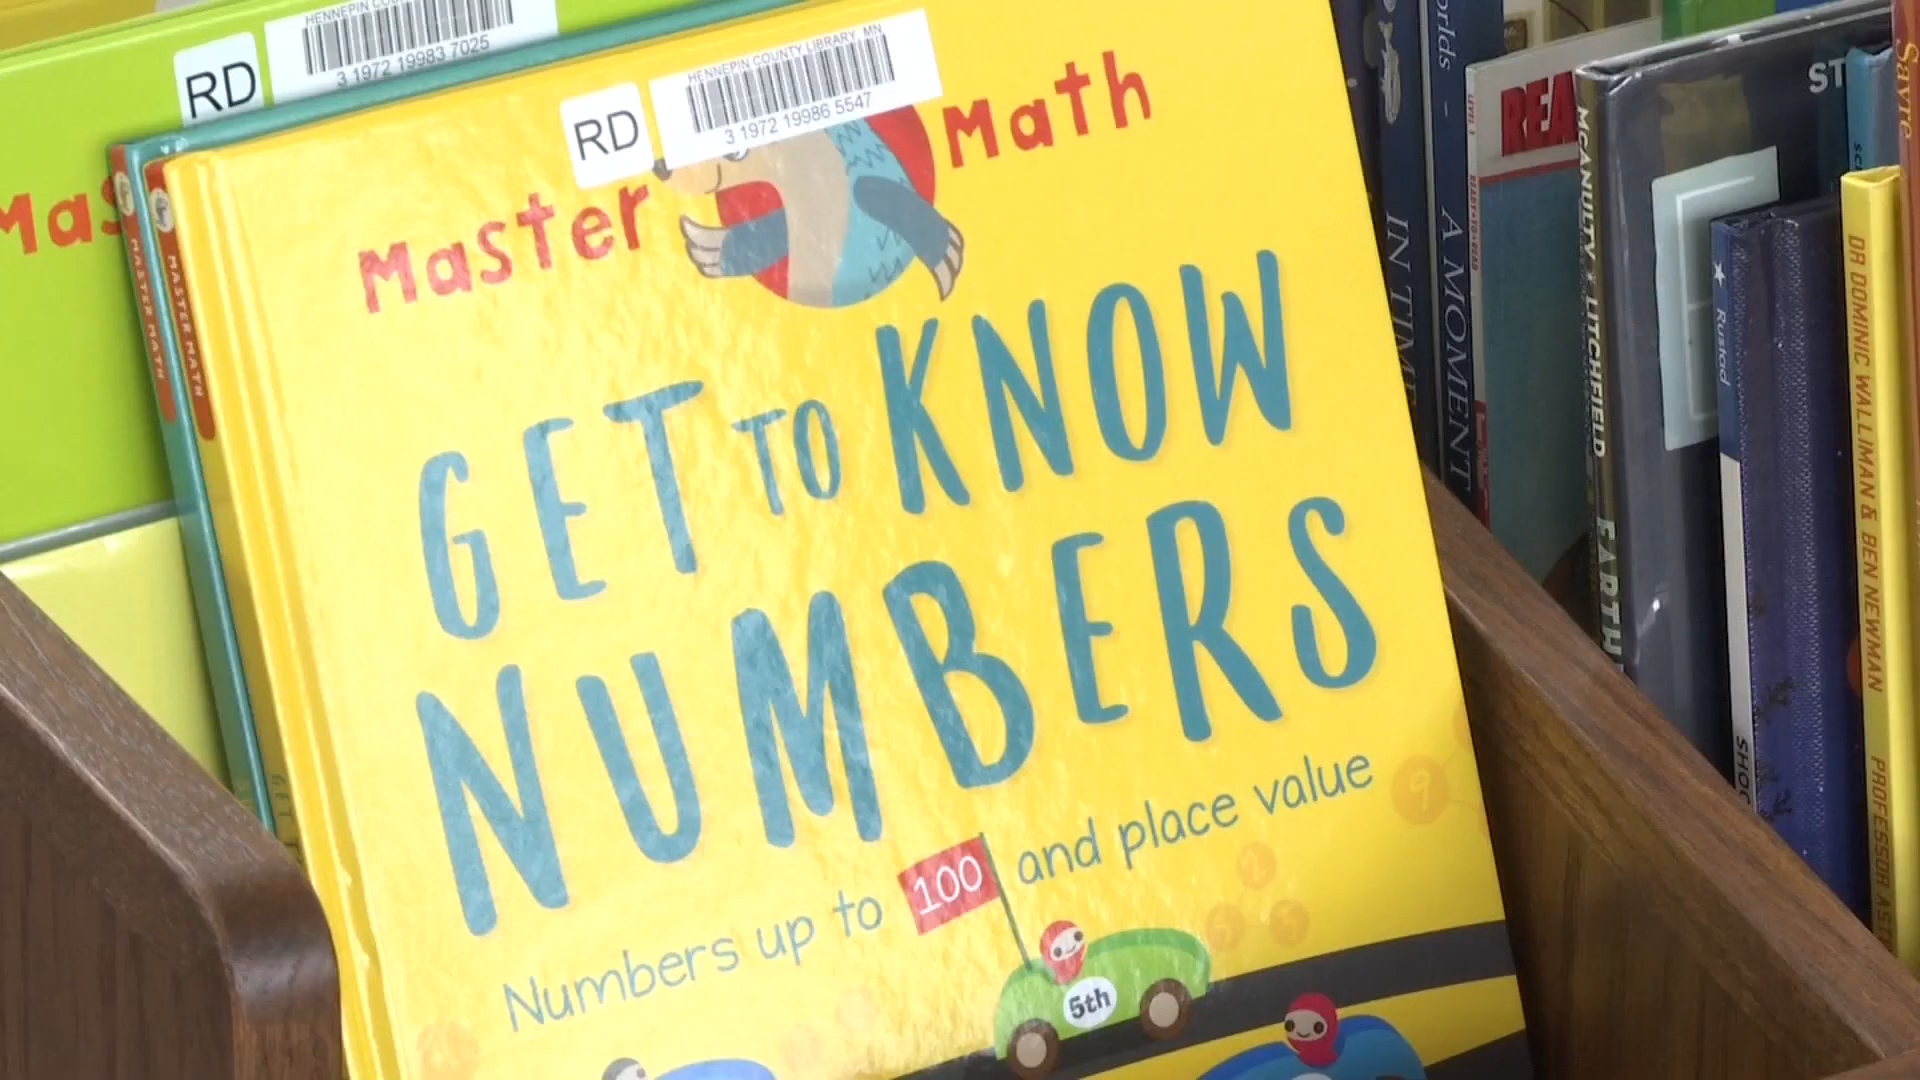 HENNEPIN COUNTY LIBRARY, MN
RD
3 1972 19986 5547
Master Math
GET TO KNOW
NUMBERS
Numbers up to 100 and place value
5th
RD
3 1972 19983 7025
HENNEPIN
Mas
MASTER MATH
MASTER MATH
IN TIME
A MOMENT
REA
McANULTY
LITCHFIELD
EARTH
ST
Rustad
DR DOMINIC WALLIMAN & BEN NEWMAN
PROFESSOR
Sayre